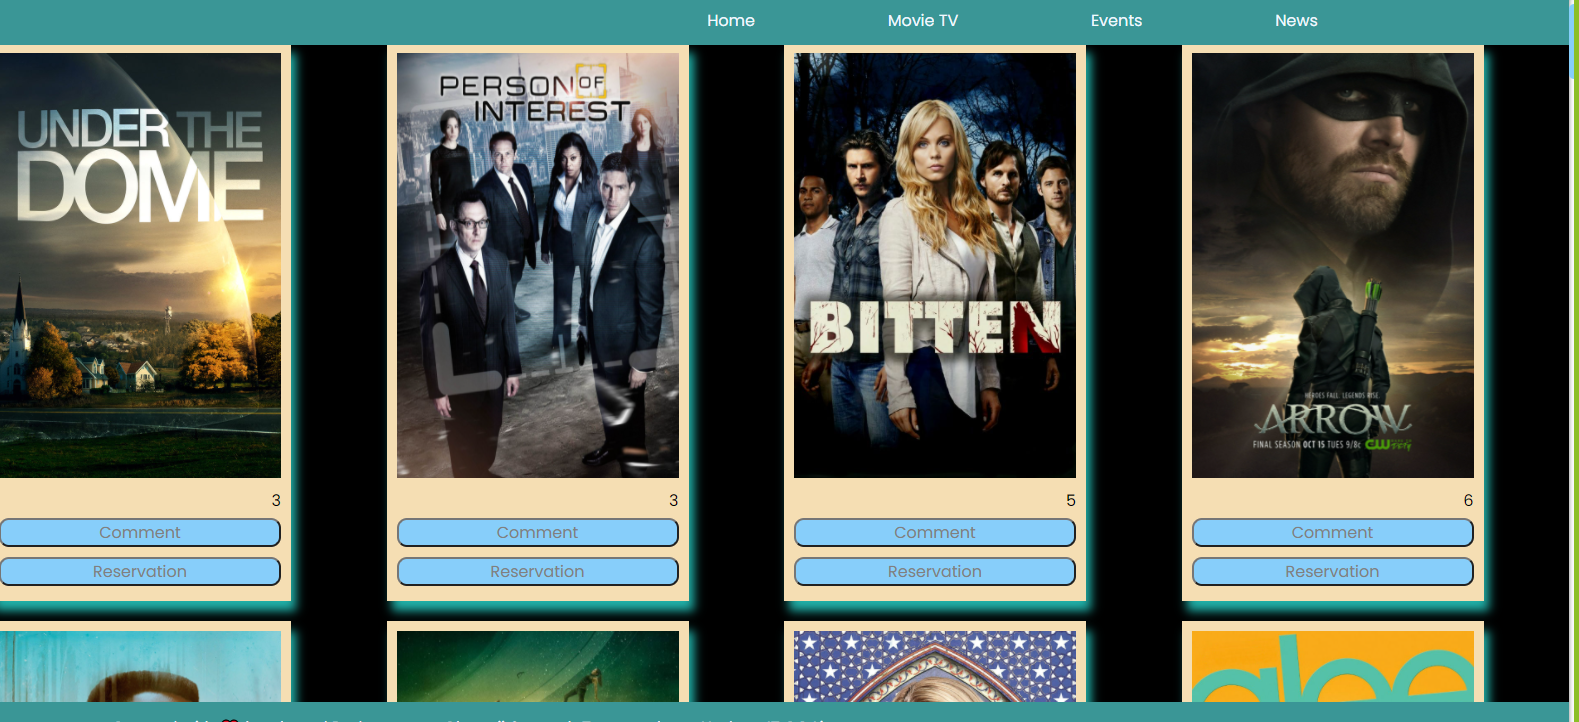 Home Movie TV Events News
UNDER THE
DOME
PERSON OF
INTEREST
BITTEN
HEROES FALL. LEGENDS RISE.
ARROW
FINAL SEASON OCT 15 TUES 9/8c CW
3 3 5 6
Comment Comment Comment Comment
Reservation Reservation Reservation Reservation
glee